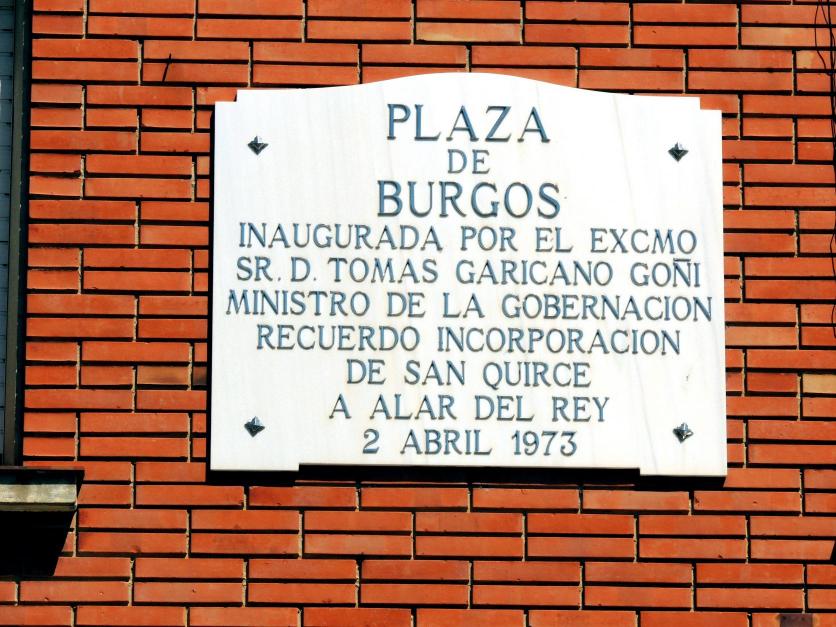 PLAZA
DE
BURGOS
INAUGURADA POR EL EXCMO
SR. D. TOMAS GARICANO GOÑI
MINISTRO DE LA GOBERNACION
RECUERDO INCORPORACION
DE SAN QUIRCE
A ALAR DEL REY
2 ABRIL 1973